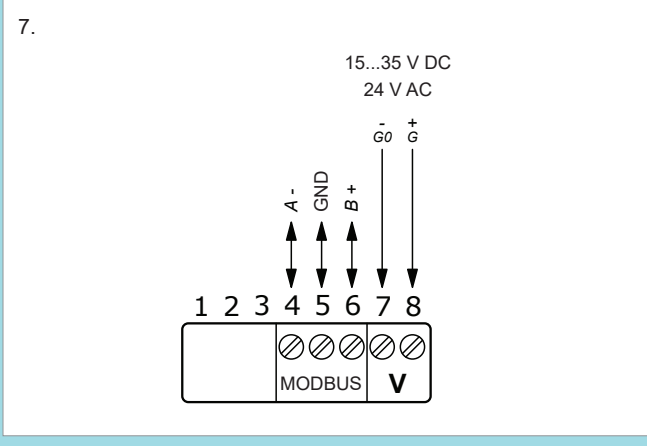 7.
15...35 V DC
24 V AC
- +
G0 G
A - GND B +
1 2 3 4 5 6 7 8
MODBUS V